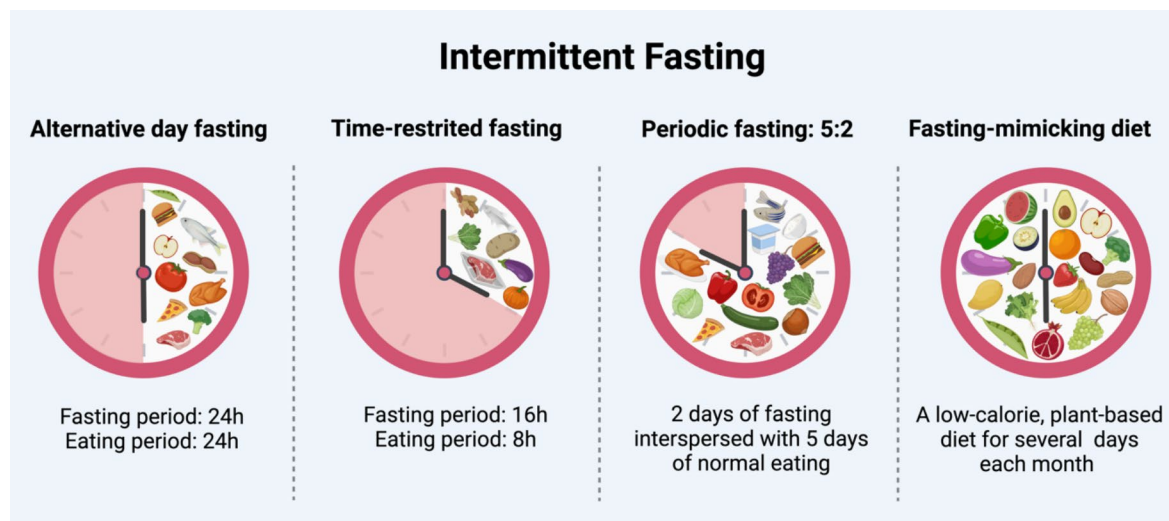 Intermittent Fasting
Alternative day fasting
Time-restrited fasting
Periodic fasting: 5:2
Fasting-mimicking diet
Fasting period: 24h
Eating period: 24h
Fasting period: 16h
Eating period: 8h
2 days of fasting
interspersed with 5 days
of normal eating
A low-calorie, plant-based
diet for several days
each month